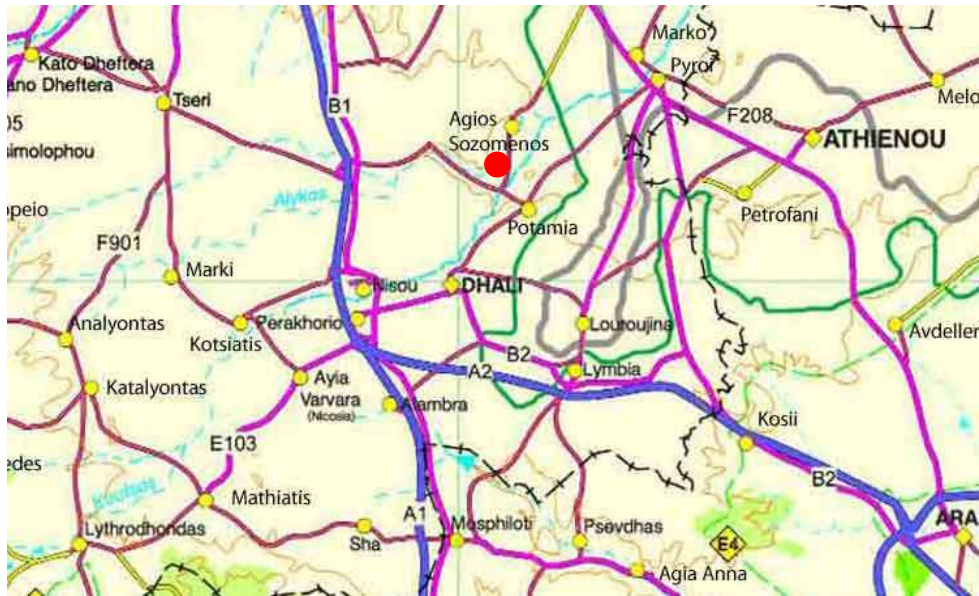 Kato Dheftera
ano Dheftera
Tseri
05
simolophou
B1
Agios
Sozomenos
Marko
Pyroi
F208
Melo
ATHIENOU
Alykos
opeio
Potamia
Petrofani
F901
Marki
Nisou
DHALI
Analyontas
Kotsiatis
Perakhorio
Louroujina
Avdeller
B2
A2
Lymbia
Katalyontas
Ayia
Varvara
(Nicosia)
Alambra
Kosii
E103
edes
Koutsos
Mathiatis
B2
A1
Lythrodhondas
Sha
Mosphiloti
Psevdhas
E4
ARA
Agia Anna